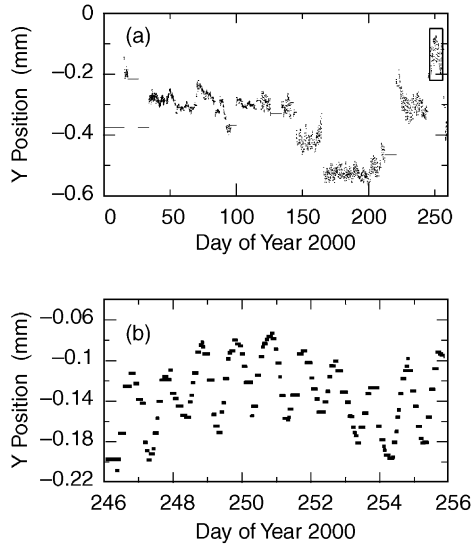 (a)
Y Position (mm)
0
−0.2
−0.4
−0.6
0 50 100 150 200 250
Day of Year 2000
(b)
Y Position (mm)
−0.06
−0.1
−0.14
−0.18
−0.22
246 248 250 252 254 256
Day of Year 2000